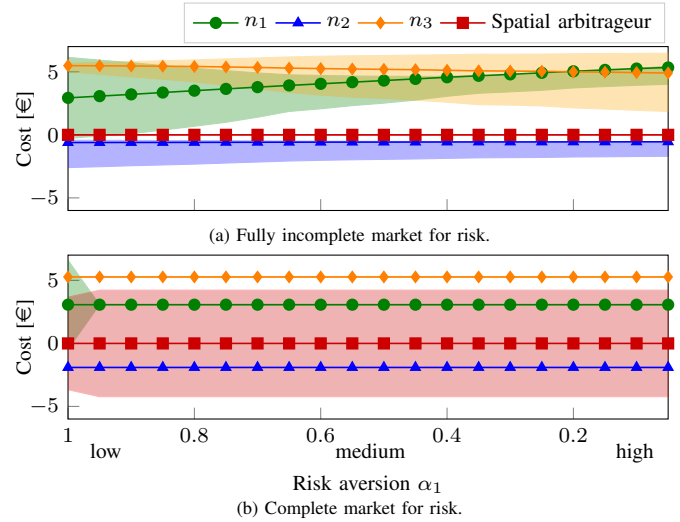 n1 n2 n3 Spatial arbitrageur
5
0
−5
Cost [€]
(a) Fully incomplete market for risk.
5
0
−5
Cost [€]
1 0.8 0.6 0.4 0.2
low medium high
Risk aversion α1
(b) Complete market for risk.